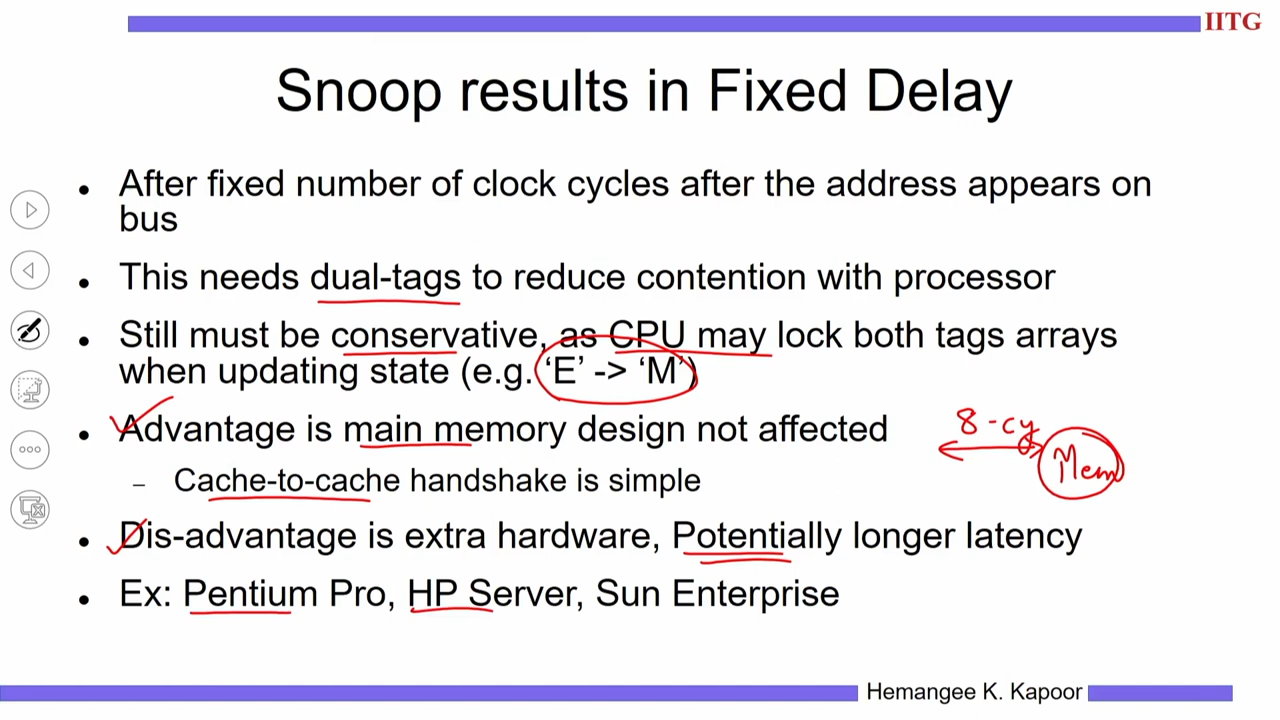 IITG
Snoop results in Fixed Delay
• After fixed number of clock cycles after the address appears on
bus
• This needs dual-tags to reduce contention with processor
• Still must be conservative, as CPU may lock both tags arrays
when updating state (e.g. ‘E’ -> ‘M’)
• Advantage is main memory design not affected
8-cy
– Cache-to-cache handshake is simple
Mem
• Dis-advantage is extra hardware, Potentially longer latency
• Ex: Pentium Pro, HP Server, Sun Enterprise
Hemangee K. Kapoor